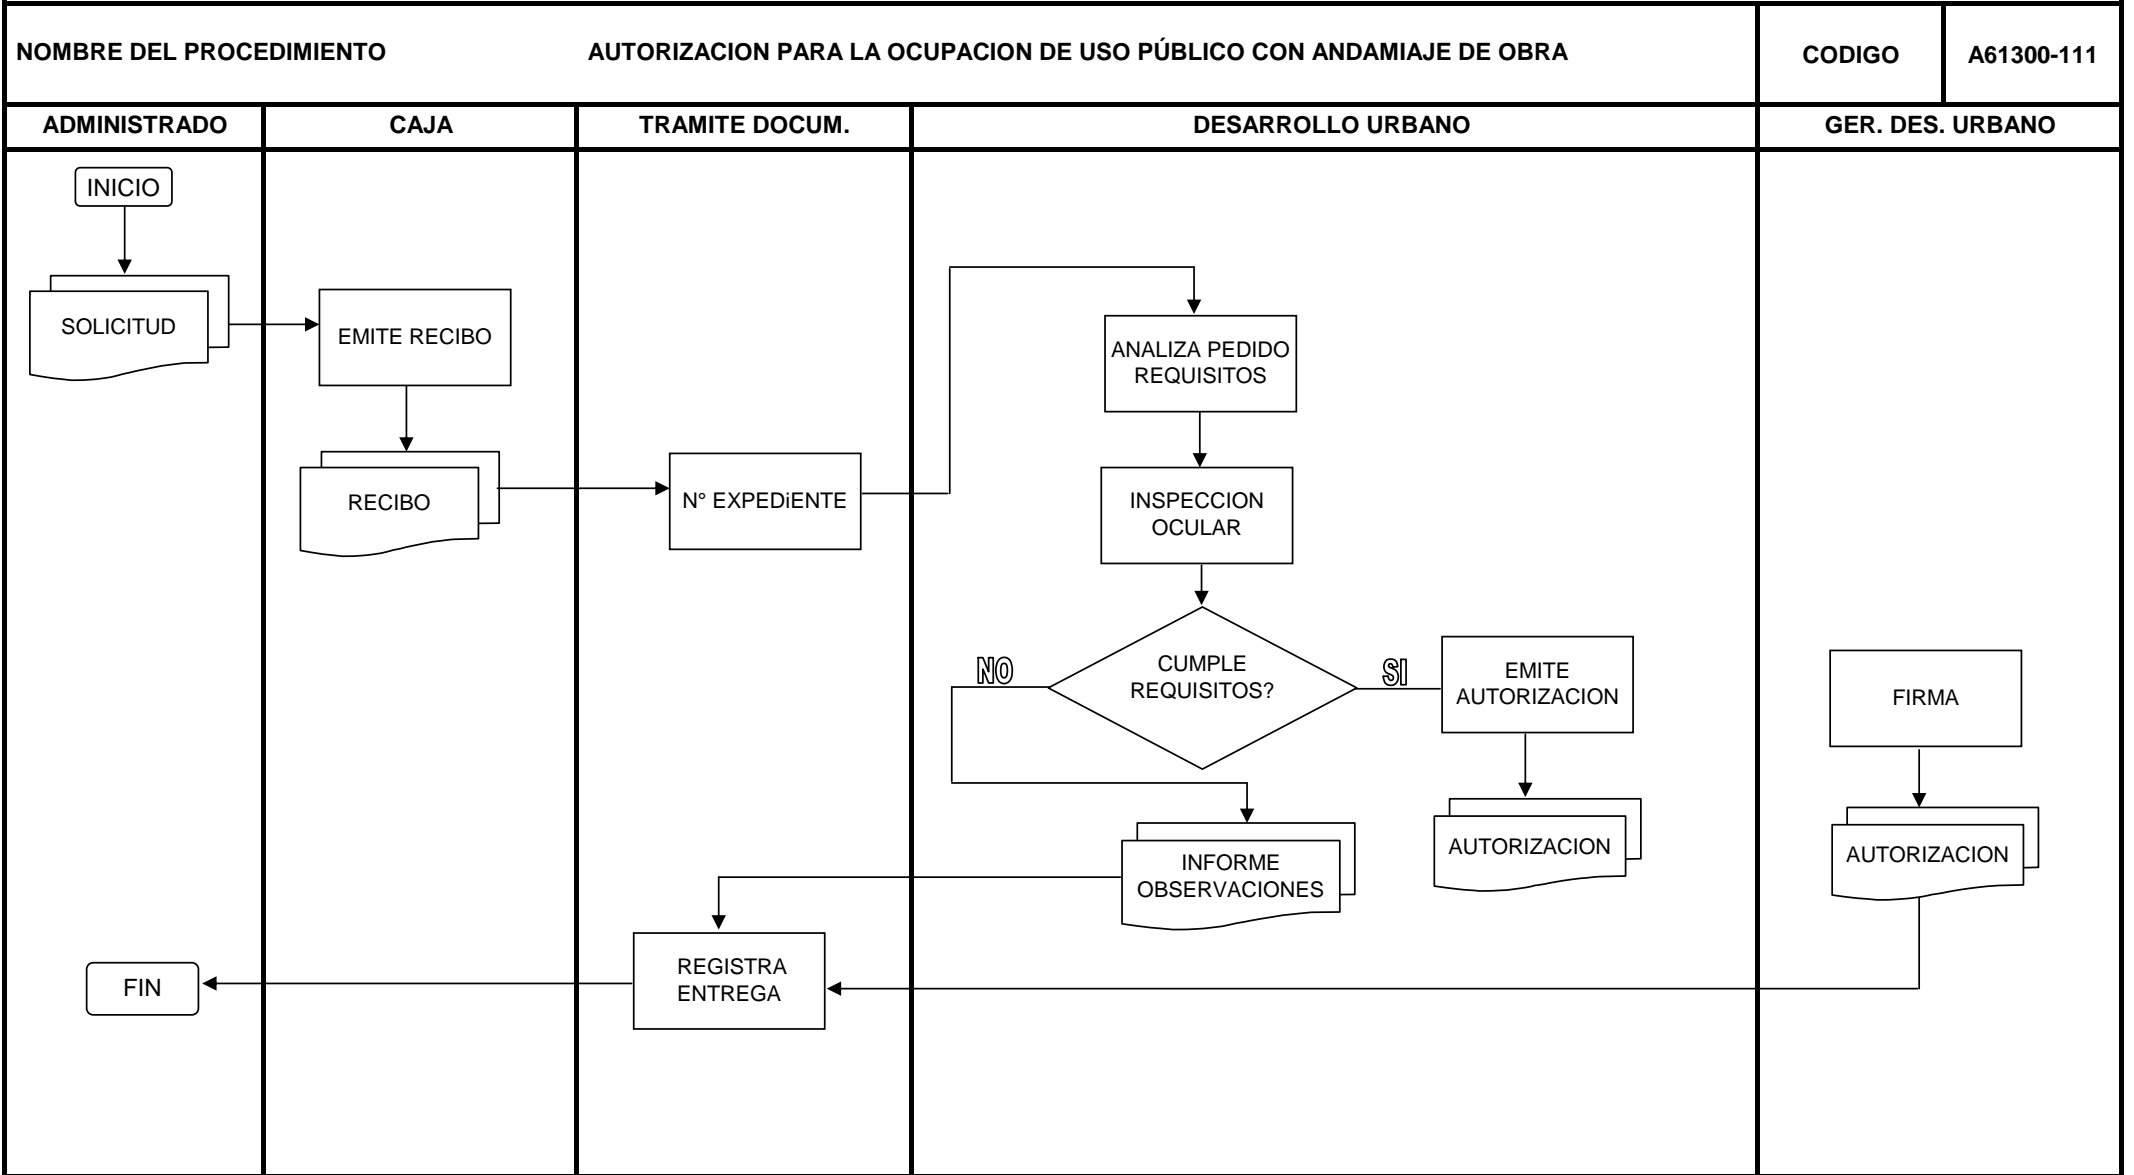 NOMBRE DEL PROCEDIMIENTO
AUTORIZACION PARA LA OCUPACION DE USO PÚBLICO CON ANDAMIAJE DE OBRA
CODIGO
A61300-111
ADMINISTRADO
CAJA
TRAMITE DOCUM.
DESARROLLO URBANO
GER. DES. URBANO
INICIO
SOLICITUD
EMITE RECIBO
RECIBO
N° EXPEDiENTE
ANALIZA PEDIDO
REQUISITOS
INSPECCION
OCULAR
CUMPLE
REQUISITOS?
NO
SI
EMITE
AUTORIZACION
FIRMA
AUTORIZACION
AUTORIZACION
INFORME
OBSERVACIONES
REGISTRA
ENTREGA
FIN